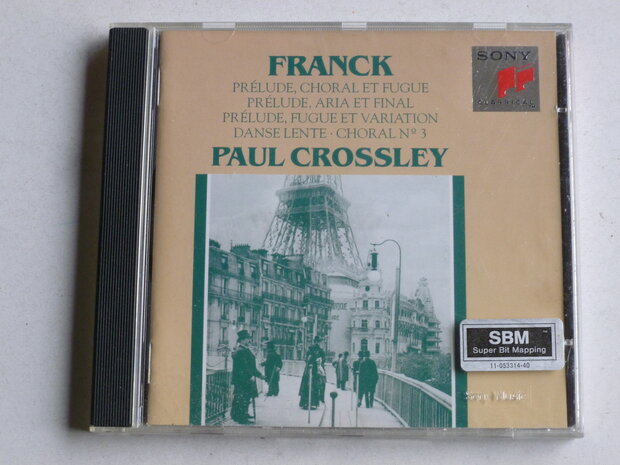 FRANCK
PRÉLUDE, CHORAL ET FUGUE
PRÉLUDE, ARIA ET FINAL
PRÉLUDE, FUGUE ET VARIATION
DANSE LENTE · CHORAL Nº 3
PAUL CROSSLEY
SONY
CLASSICAL
SBM
Super Bit Mapping
11-053314-40
Sony Music